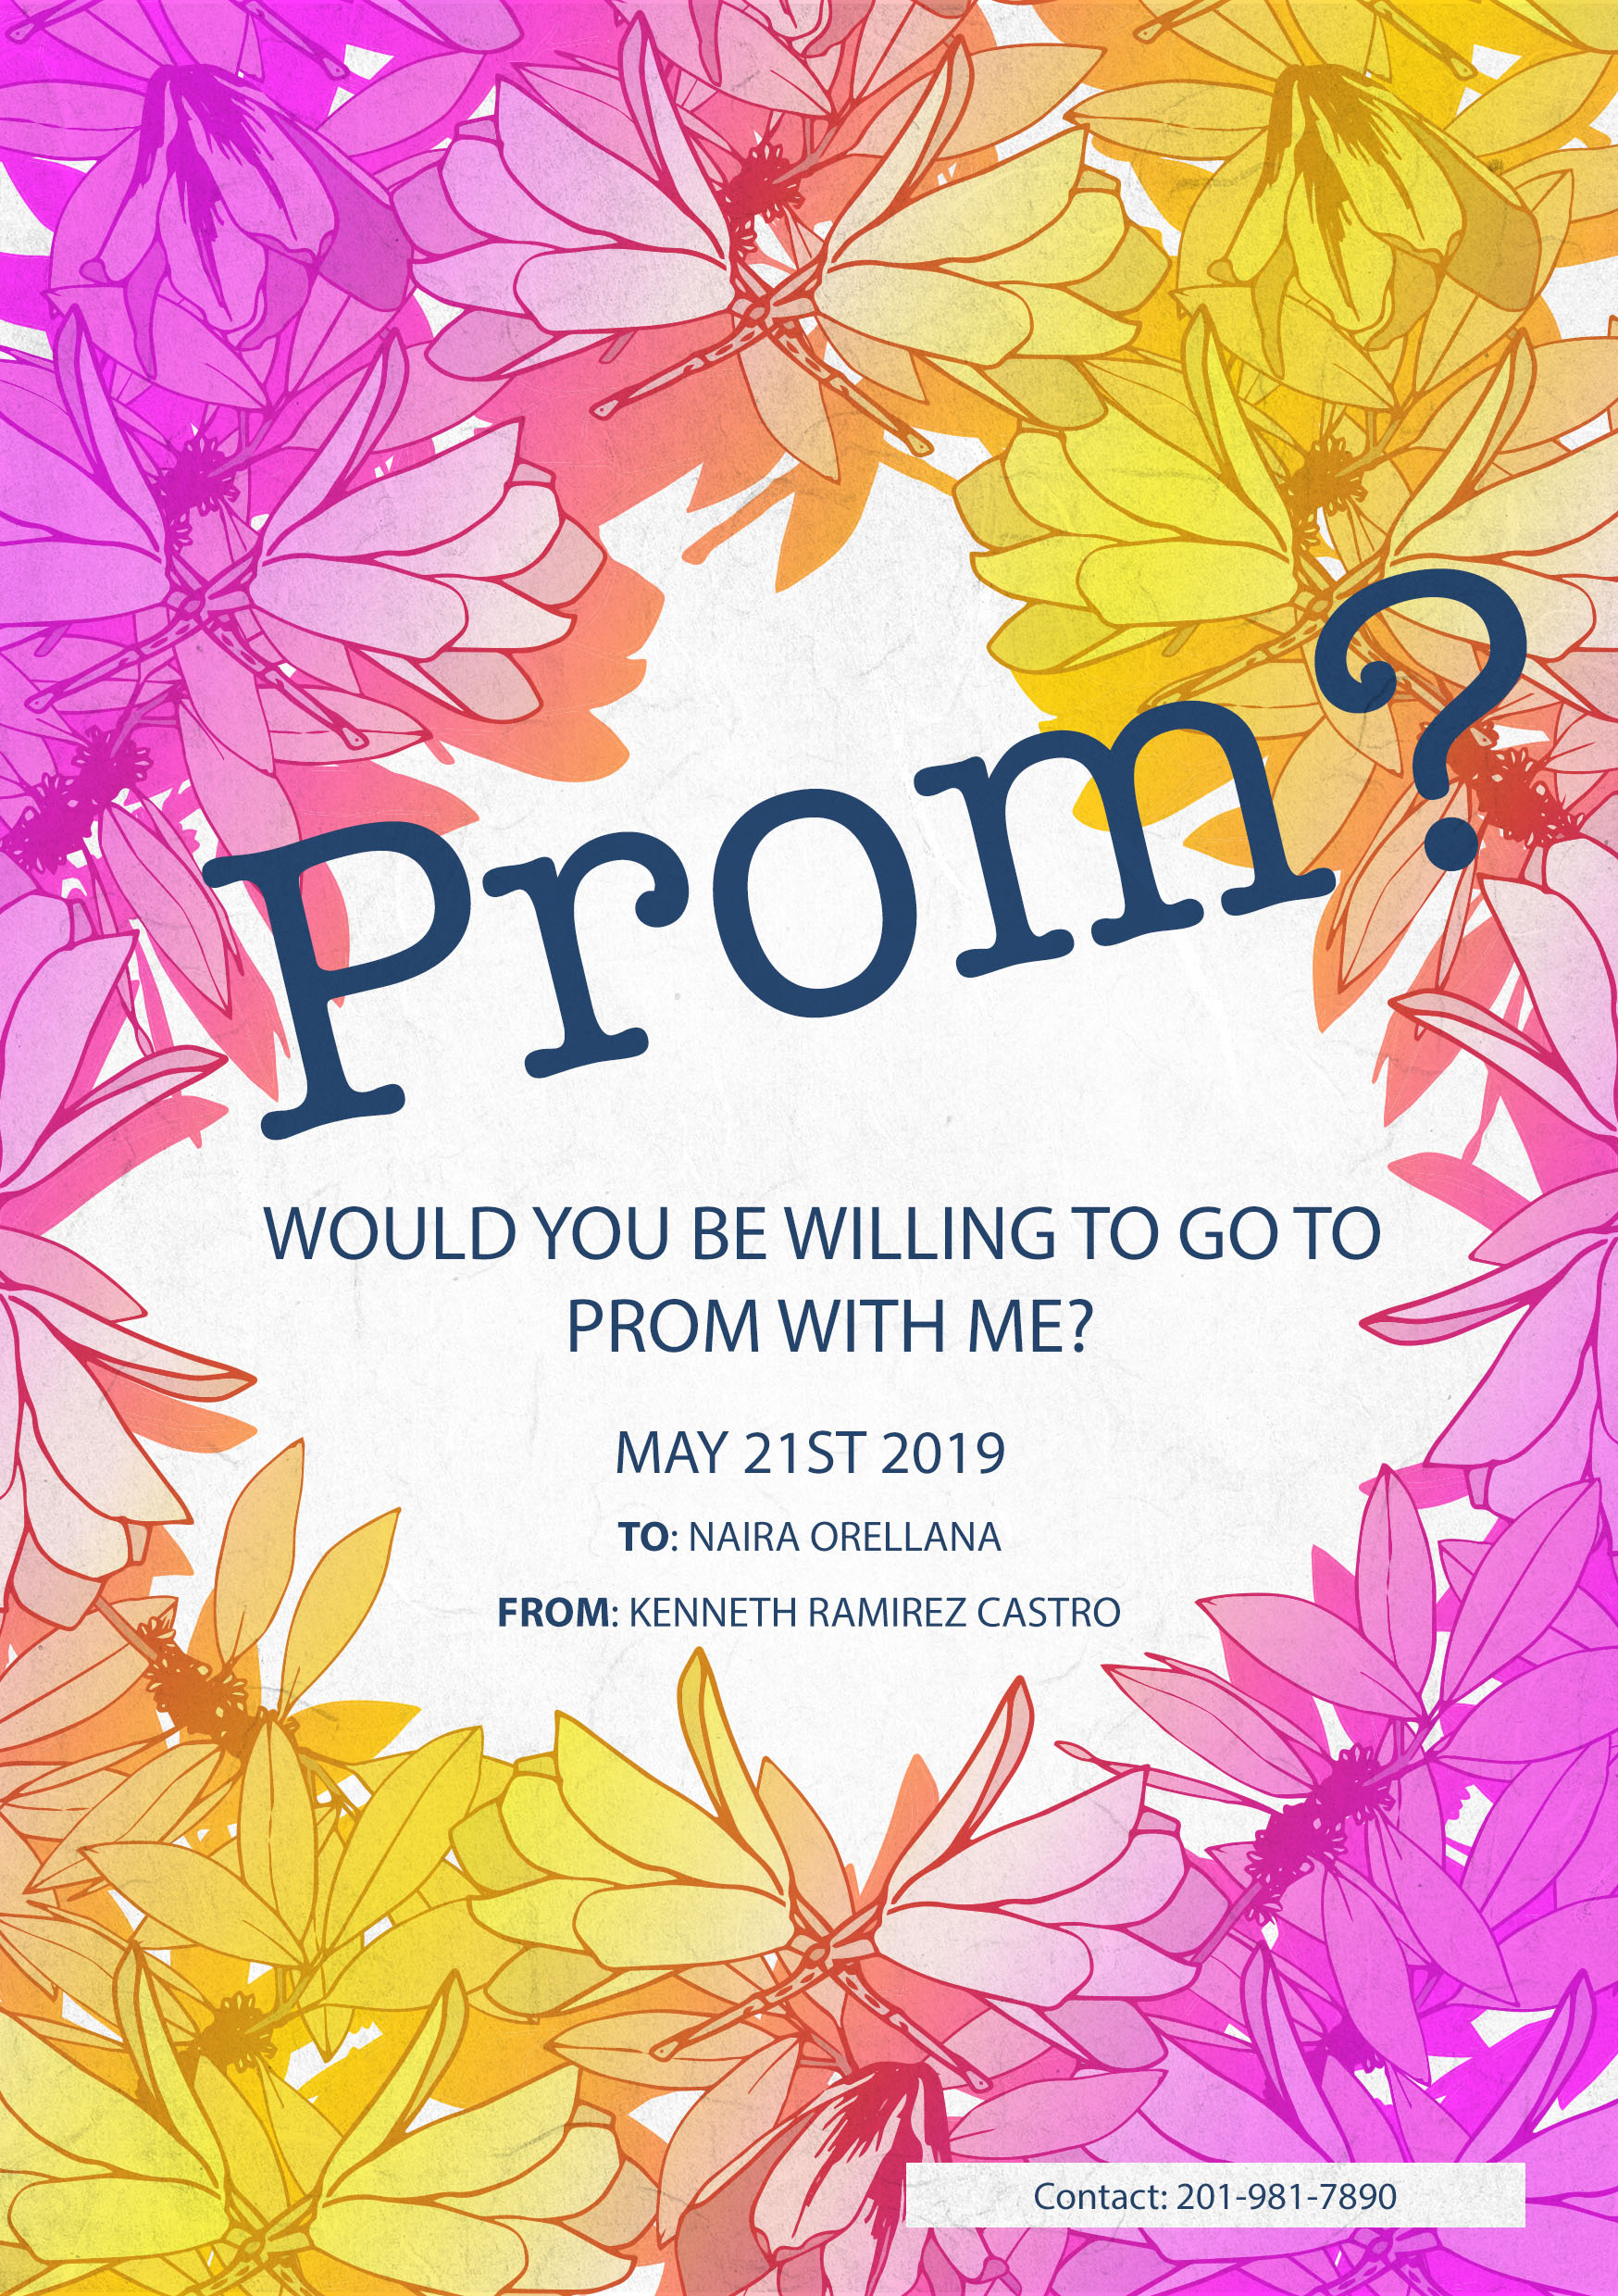 Prom?
WOULD YOU BE WILLING TO GO TO
PROM WITH ME?
MAY 21ST 2019
TO: NAIRA ORELLANA
FROM: KENNETH RAMIREZ CASTRO
Contact: 201-981-7890